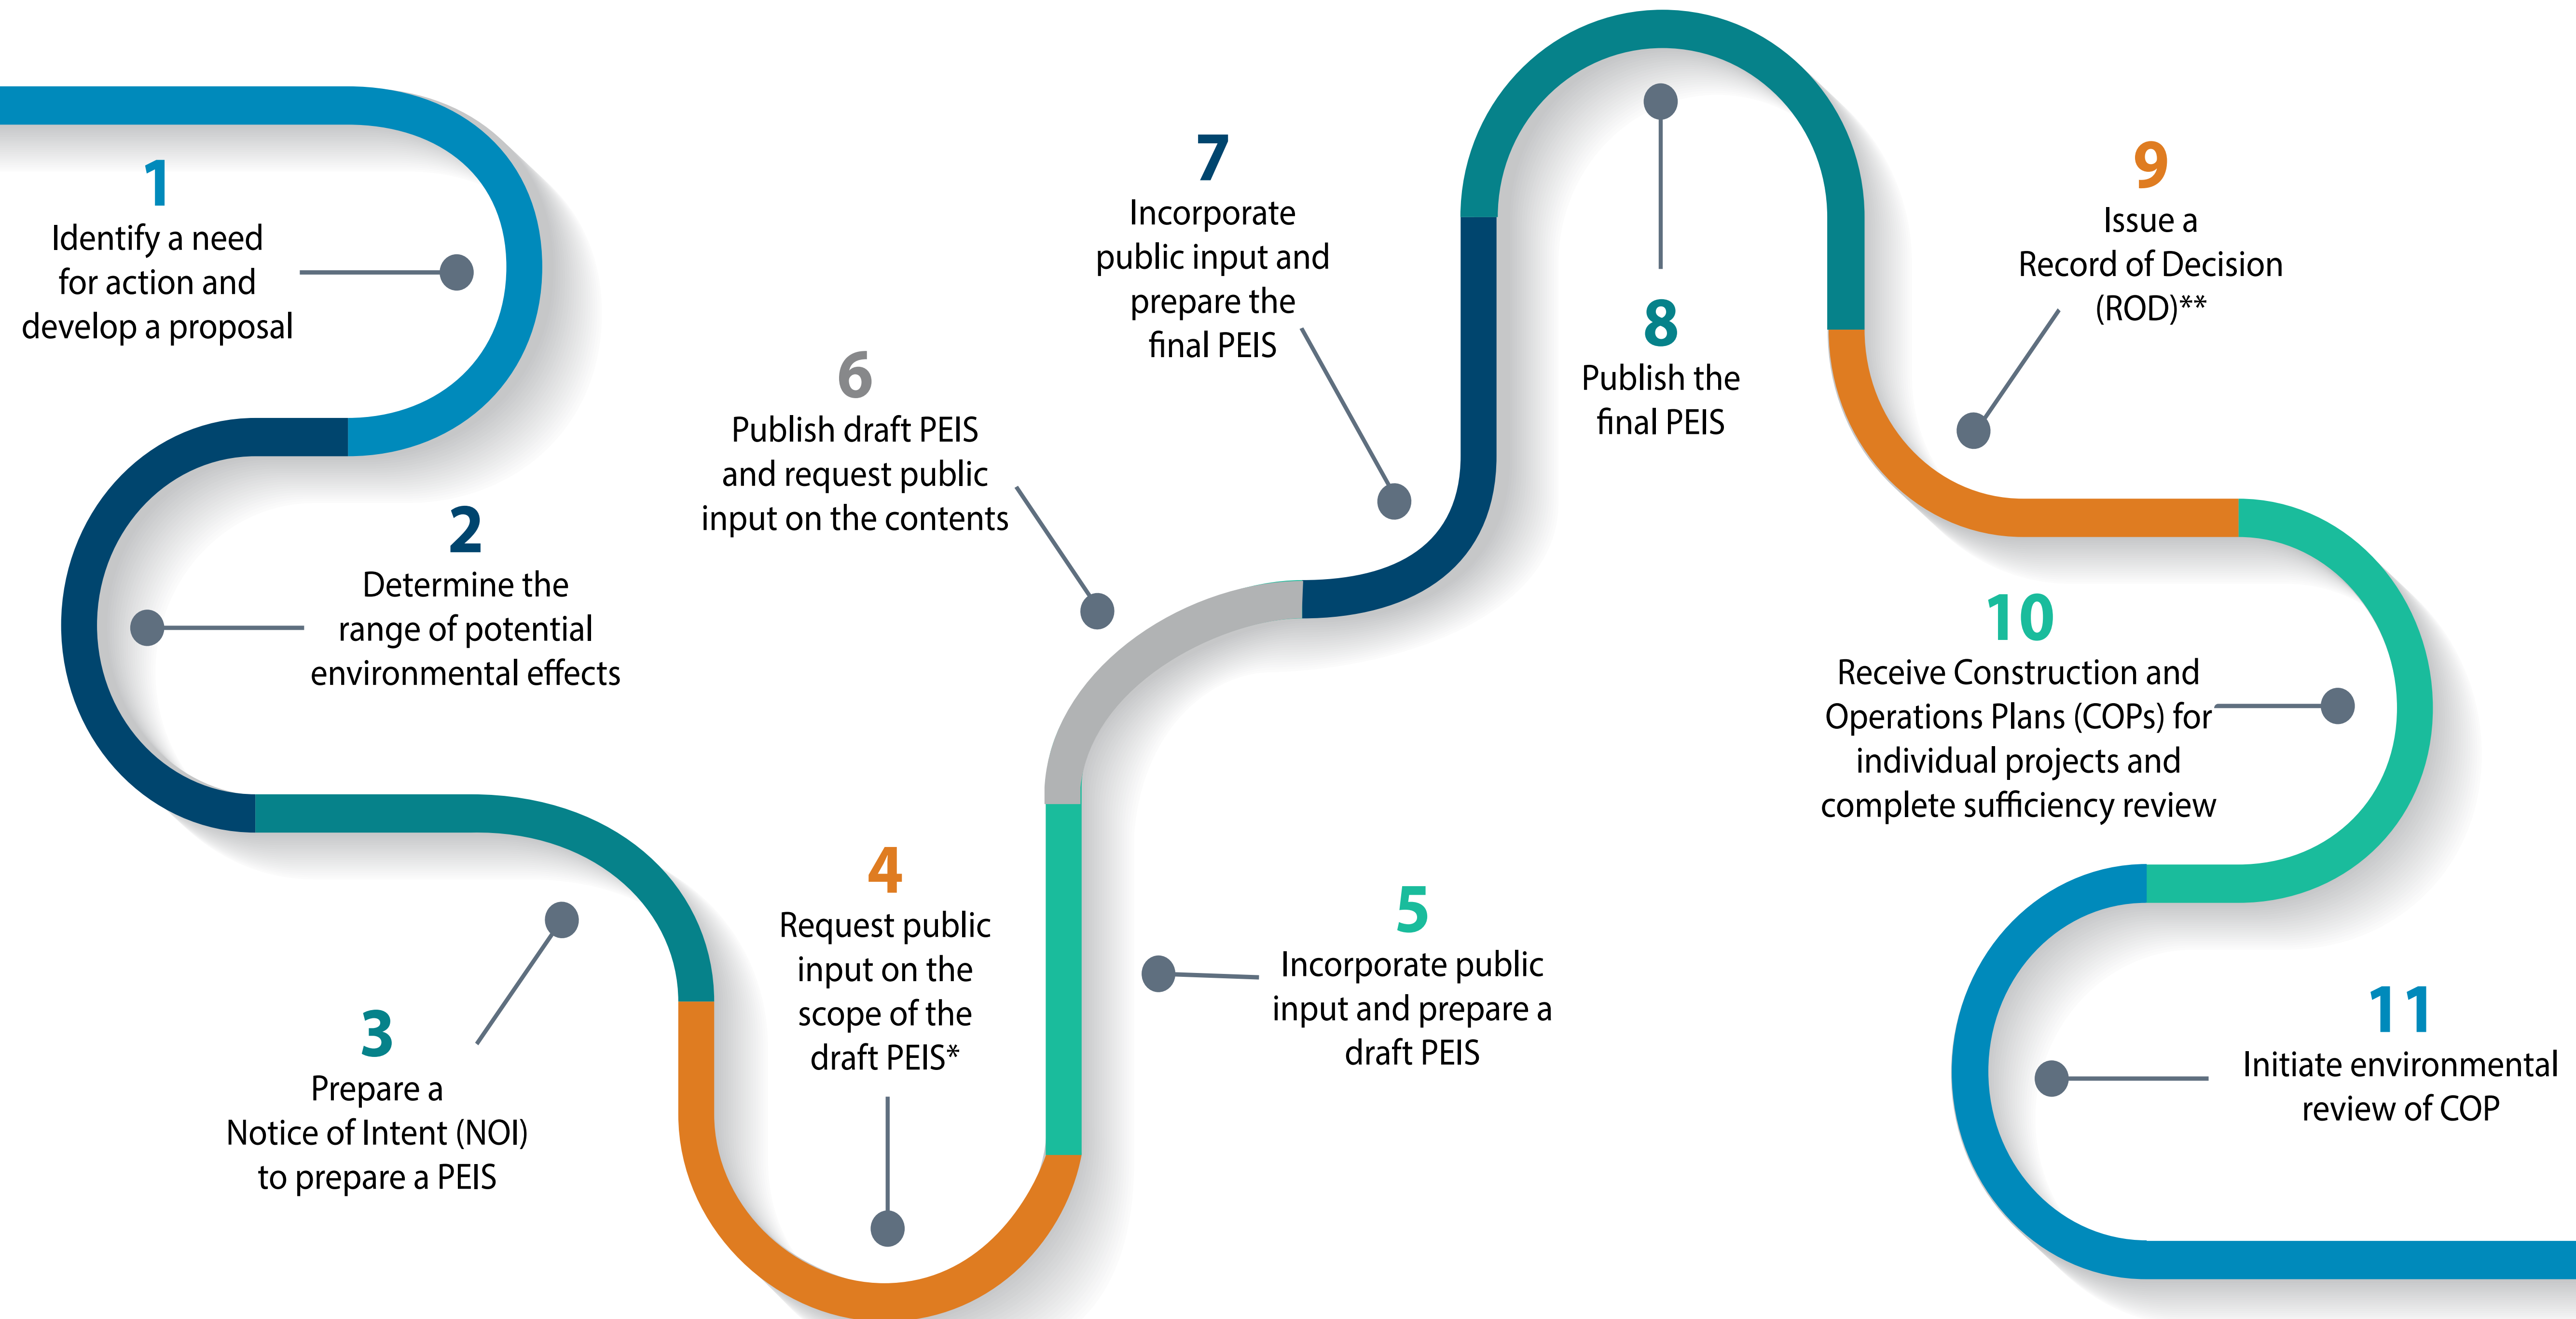 1
Identify a need
for action and
develop a proposal
2
Determine the
range of potential
environmental effects
3
Prepare a
Notice of Intent (NOI)
to prepare a PEIS
4
Request public
input on the
scope of the
draft PEIS*
5
Incorporate public
input and prepare a
draft PEIS
6
Publish draft PEIS
and request public
input on the contents
7
Incorporate
public input and
prepare the
final PEIS
8
Publish the
final PEIS
9
Issue a
Record of Decision
(ROD)**
10
Receive Construction and
Operations Plans (COPs) for
individual projects and
complete sufficiency review
11
Initiate environmental
review of COP